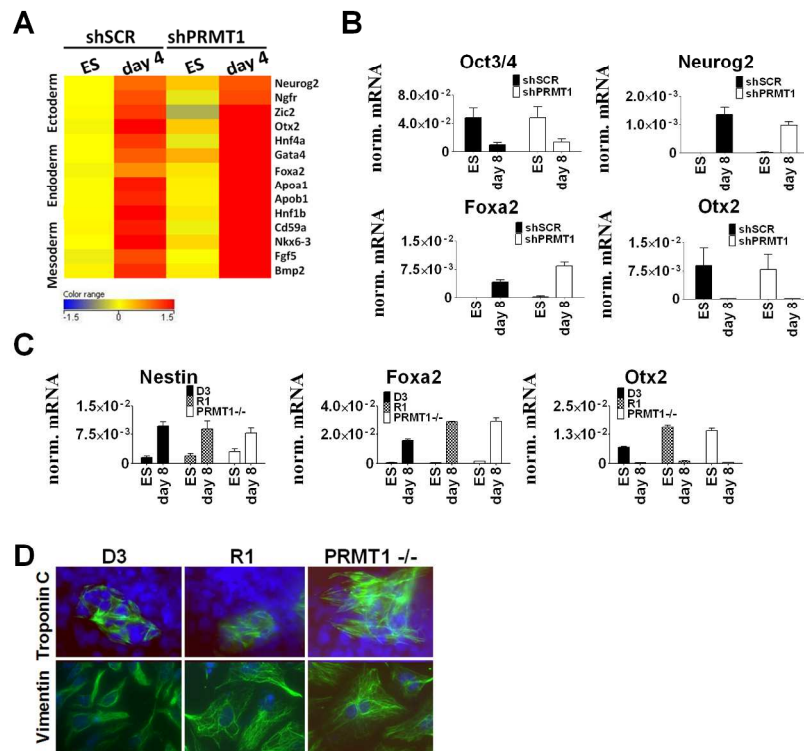 A
shSCR shPRMT1
ES day 4 ES day 4
Ectoderm
Endoderm
Mesoderm
Neurog2
Ngfr
Zic2
Otx2
Hnf4a
Gata4
Foxa2
Apoa1
Apob1
Hnf1b
Cd59a
Nkx6-3
Fgf5
Bmp2
Color range
-1.5 0 1.5
B
Oct3/4
shSCR
shPRMT1
norm. mRNA
8.0×10⁻²
4.0×10⁻²
0
ES day 8 ES day 8
Neurog2
shSCR
shPRMT1
norm. mRNA
2.0×10⁻³
1.0×10⁻³
0
ES day 8 ES day 8
Foxa2
shSCR
shPRMT1
norm. mRNA
1.5×10⁻²
7.5×10⁻³
0
ES day 8 ES day 8
Otx2
shSCR
shPRMT1
norm. mRNA
1.5×10⁻²
7.5×10⁻³
0
ES day 8 ES day 8
C
Nestin
D3
R1
PRMT1-/-
norm. mRNA
1.5×10⁻²
7.5×10⁻³
0
ES day 8 ES day 8 ES day 8
Foxa2
D3
R1
PRMT1-/-
norm. mRNA
4.0×10⁻²
2.0×10⁻²
0
ES day 8 ES day 8 ES day 8
Otx2
D3
R1
PRMT1-/-
norm. mRNA
2.5×10⁻²
1.3×10⁻²
0
ES day 8 ES day 8 ES day 8
D
D3 R1 PRMT1 -/-
Troponin C
Vimentin